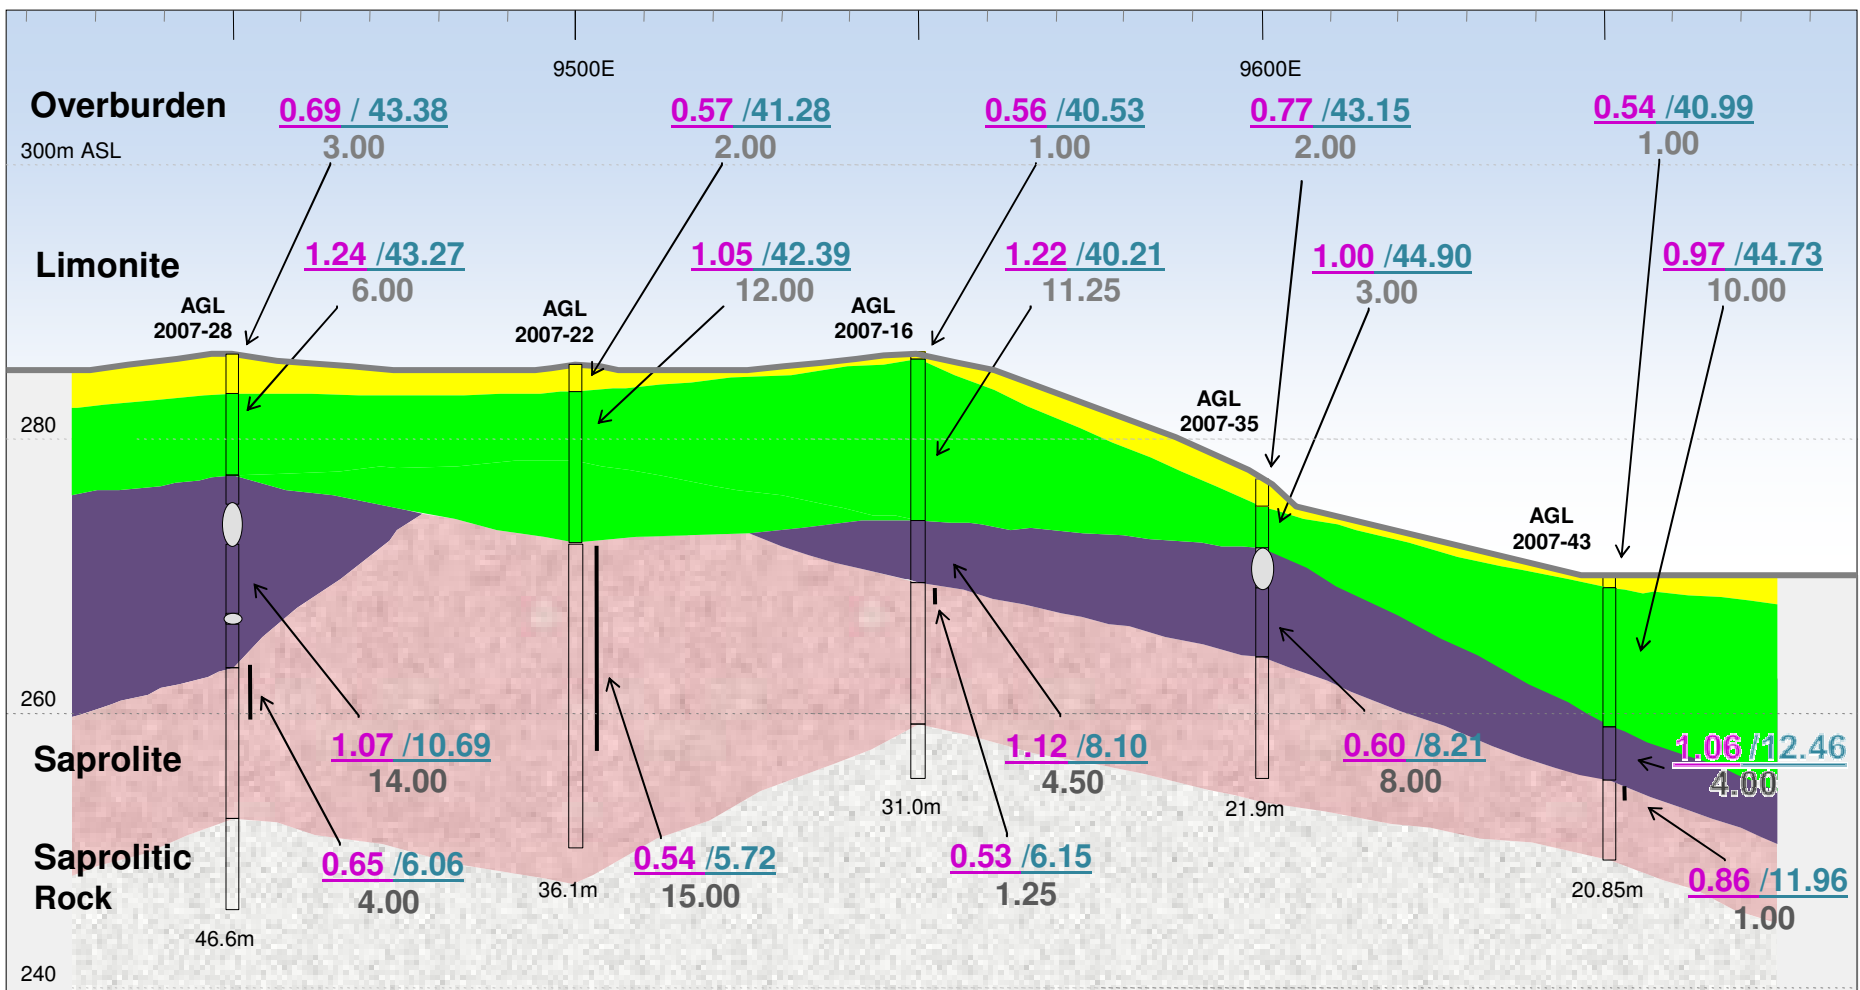 9500E
9600E
Overburden
0.69 / 43.38
3.00
0.57 /41.28
2.00
0.56 /40.53
1.00
0.77 /43.15
2.00
0.54 /40.99
1.00
300m ASL
Limonite
1.24 /43.27
6.00
1.05 /42.39
12.00
1.22 /40.21
11.25
1.00 /44.90
3.00
0.97 /44.73
10.00
AGL
2007-28
AGL
2007-22
AGL
2007-16
AGL
2007-35
AGL
2007-43
280
260
Saprolite
1.07 /10.69
14.00
1.12 /8.10
4.50
0.60 /8.21
8.00
1.06 /12.46
4.00
31.0m
21.9m
Saprolitic
Rock
0.65 /6.06
4.00
36.1m
0.54 /5.72
15.00
0.53 /6.15
1.25
20.85m
0.86 /11.96
1.00
46.6m
240